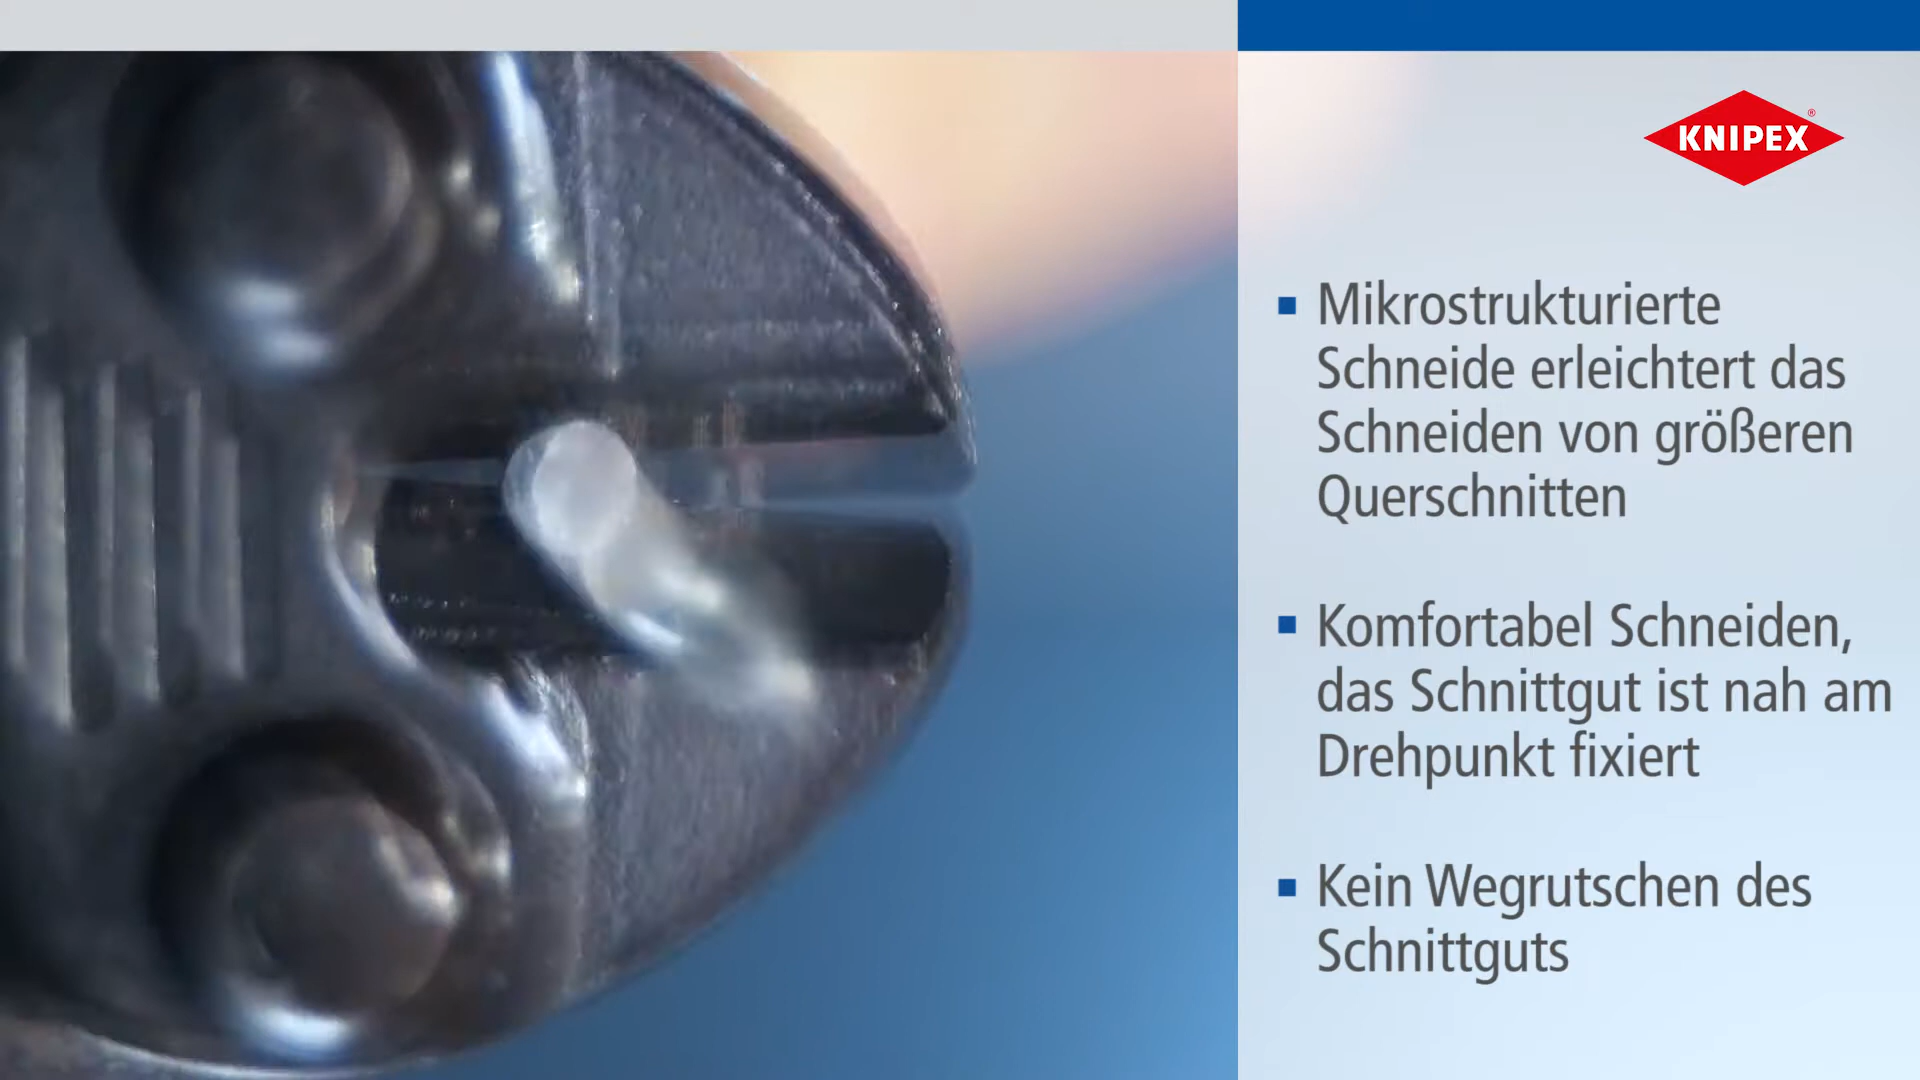 KNIPEX®
Mikrostrukturierte
Schneide erleichtert das
Schneiden von größeren
Querschnitten
Komfortabel Schneiden,
das Schnittgut ist nah am
Drehpunkt fixiert
Kein Wegrutschen des
Schnittguts